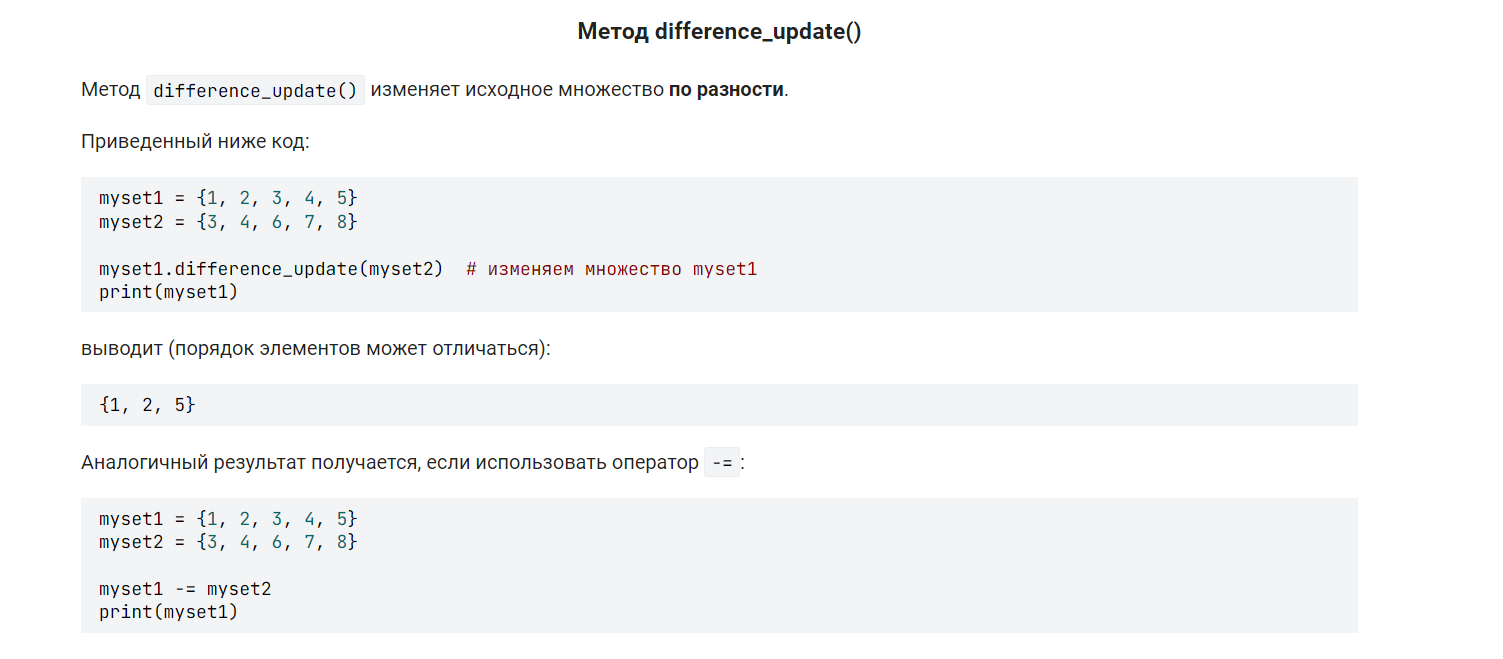 Метод difference_update()
Метод difference_update() изменяет исходное множество по разности.
Приведенный ниже код:
myset1 = {1, 2, 3, 4, 5}
myset2 = {3, 4, 6, 7, 8}
myset1.difference_update(myset2)  # изменяем множество myset1
print(myset1)
выводит (порядок элементов может отличаться):
{1, 2, 5}
Аналогичный результат получается, если использовать оператор -=:
myset1 = {1, 2, 3, 4, 5}
myset2 = {3, 4, 6, 7, 8}
myset1 -= myset2
print(myset1)